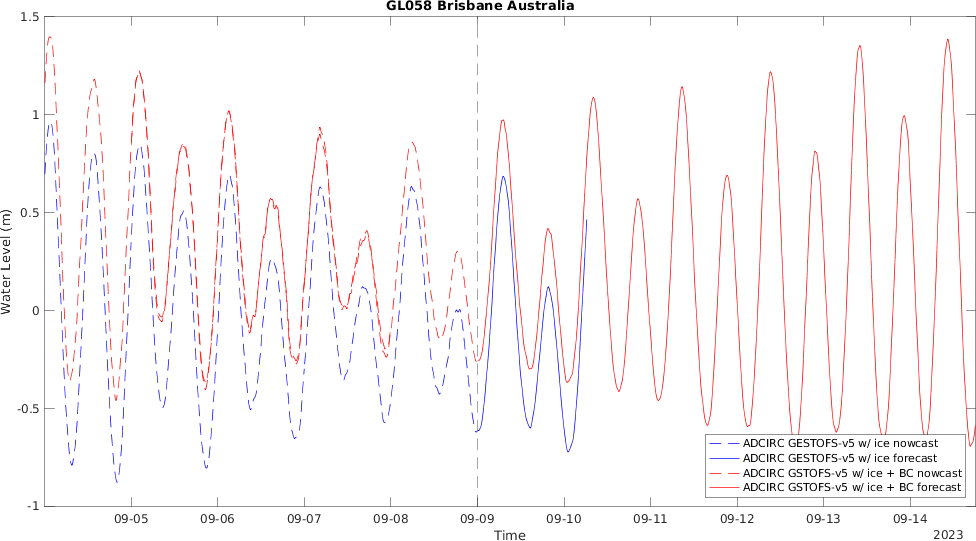 GL058 Brisbane Australia
1.5
1
0.5
0
-0.5
-1
Water Level (m)
09-05 09-06 09-07 09-08 09-09 09-10 09-11 09-12 09-13 09-14
Time
2023
ADCIRC GESTOFS-v5 w/ ice nowcast
ADCIRC GESTOFS-v5 w/ ice forecast
ADCIRC GSTOFS-v5 w/ ice + BC nowcast
ADCIRC GSTOFS-v5 w/ ice + BC forecast